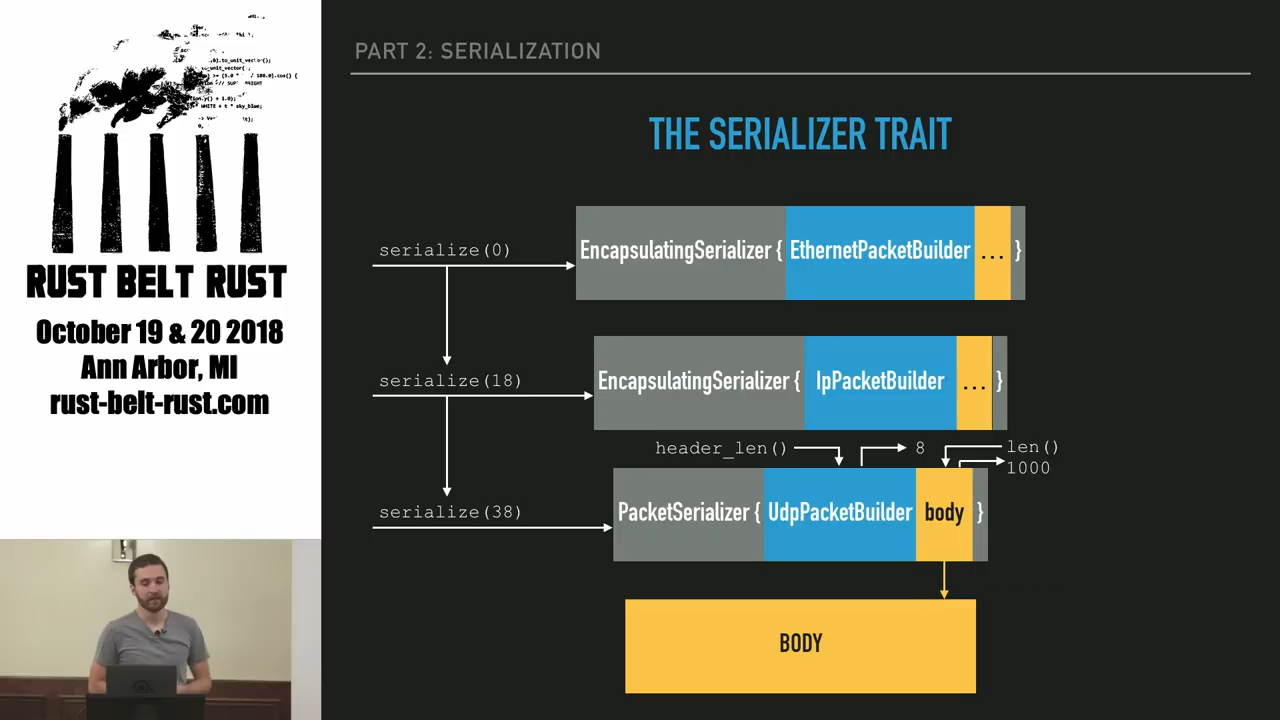 PART 2: SERIALIZATION
THE SERIALIZER TRAIT
serialize(0)
EncapsulatingSerializer { EthernetPacketBuilder ... }
serialize(18)
EncapsulatingSerializer { IpPacketBuilder ... }
header_len()
8
len()
1000
serialize(38)
PacketSerializer { UdpPacketBuilder body }
BODY
RUST BELT RUST
October 19 & 20 2018
Ann Arbor, MI
rust-belt-rust.com